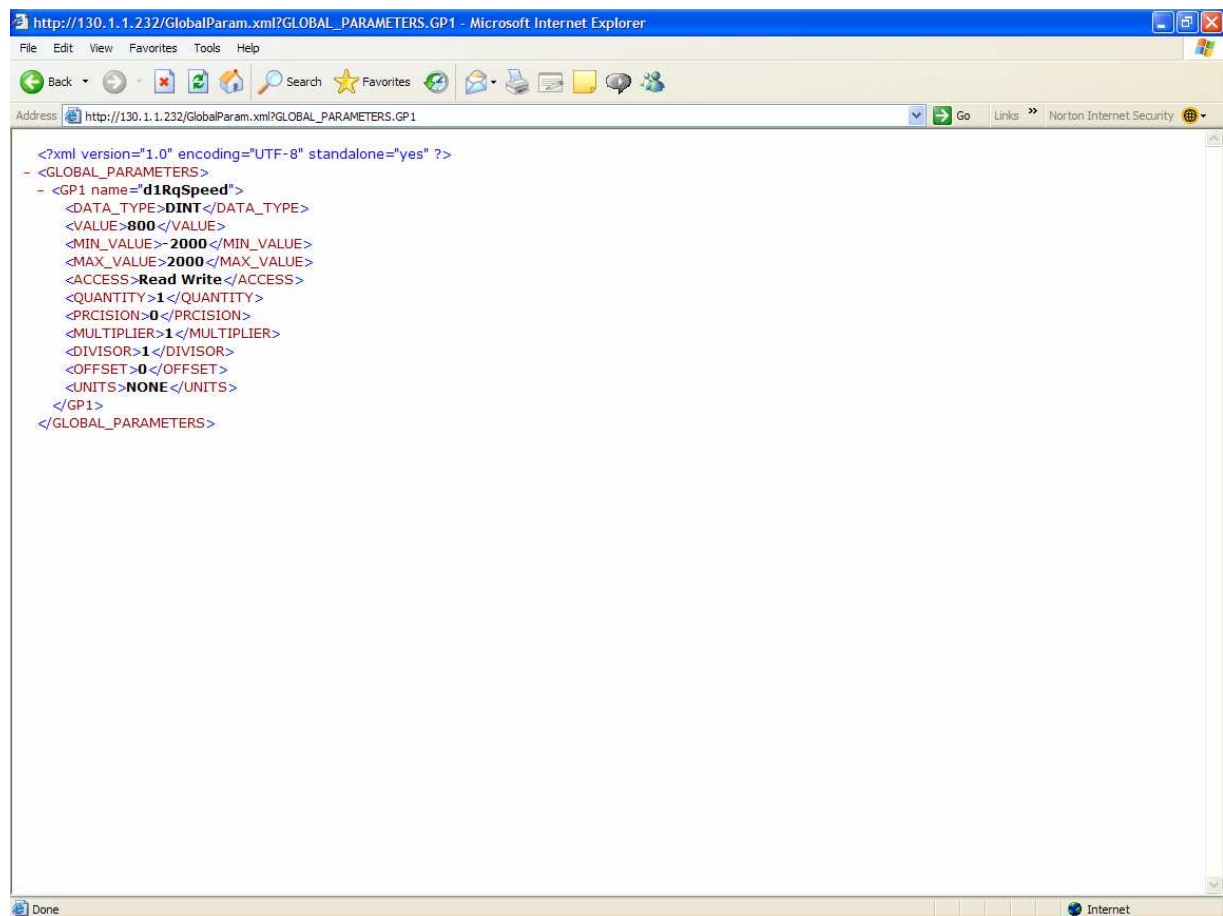 http://130.1.1.232/GlobalParam.xml?GLOBAL_PARAMETERS.GP1 - Microsoft Internet Explorer
File Edit View Favorites Tools Help
Back Search Favorites
Address http://130.1.1.232/GlobalParam.xml?GLOBAL_PARAMETERS.GP1 Go Links » Norton Internet Security
<?xml version="1.0" encoding="UTF-8" standalone="yes" ?>
- <GLOBAL_PARAMETERS>
- <GP1 name="d1RqSpeed">
<DATA_TYPE>DINT</DATA_TYPE>
<VALUE>800</VALUE>
<MIN_VALUE>-2000</MIN_VALUE>
<MAX_VALUE>2000</MAX_VALUE>
<ACCESS>Read Write</ACCESS>
<QUANTITY>1</QUANTITY>
<PRCISION>0</PRCISION>
<MULTIPLIER>1</MULTIPLIER>
<DIVISOR>1</DIVISOR>
<OFFSET>0</OFFSET>
<UNITS>NONE</UNITS>
</GP1>
</GLOBAL_PARAMETERS>
Done Internet